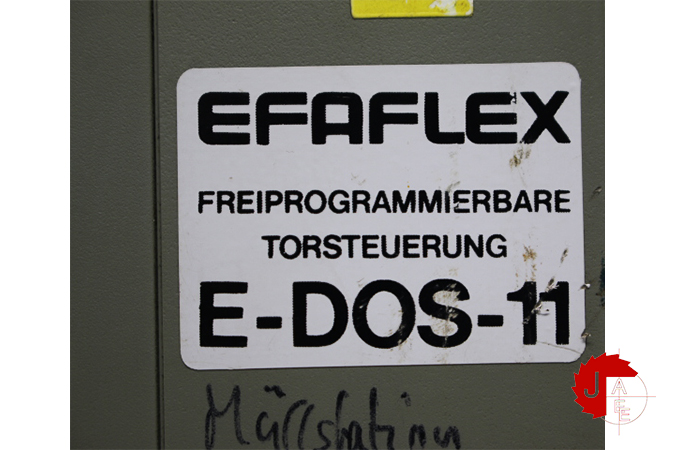 EFAFLEX
FREIPROGRAMMIERBARE
TORSTEUERUNG
E-DOS-11
J